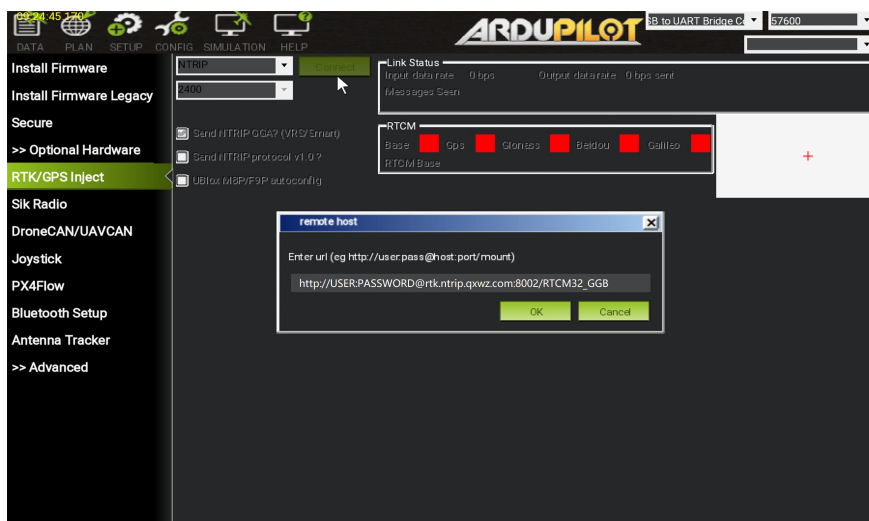 09:24:45.170
DATA PLAN SETUP CONFIG SIMULATION HELP
ARDUPILOT
SB to UART Bridge Co 57600
Install Firmware
Install Firmware Legacy
Secure
>> Optional Hardware
RTK/GPS Inject
Sik Radio
DroneCAN/UAVCAN
Joystick
PX4Flow
Bluetooth Setup
Antenna Tracker
>> Advanced
NTRIP Connect
2400
Send NTRIP GGA? (VRS/Smart)
Send NTRIP protocol v1.0 ?
UBlox M8P/F9P autoconfig
Link Status
Input data rate 0 bps Output data rate 0 bps sent
Messages Seen
RTCM
Base Gps Glonass Beidou Galileo
RTCM Base
remote host
Enter url (eg http://user:pass@host:port/mount)
http://USER:PASSWORD@rtk.ntrip.qxwz.com:8002/RTCM32_GGB
OK Cancel